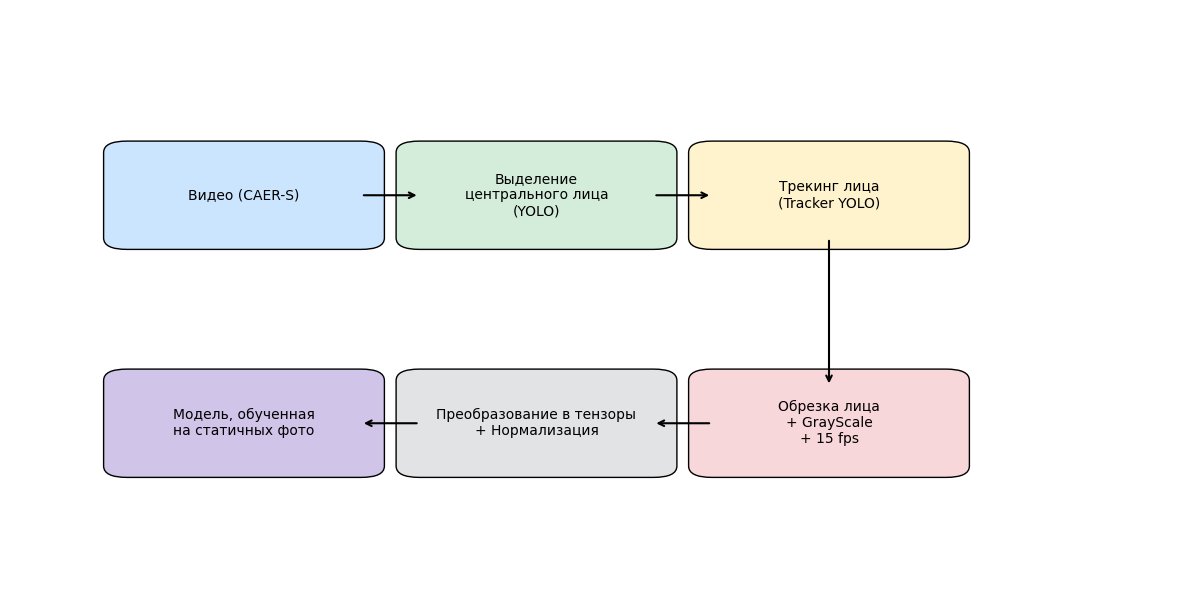 Видео (CAER-S)
Выделение
центрального лица
(YOLO)
Трекинг лица
(Tracker YOLO)
Модель, обученная
на статичных фото
Преобразование в тензоры
+ Нормализация
Обрезка лица
+ GrayScale
+ 15 fps